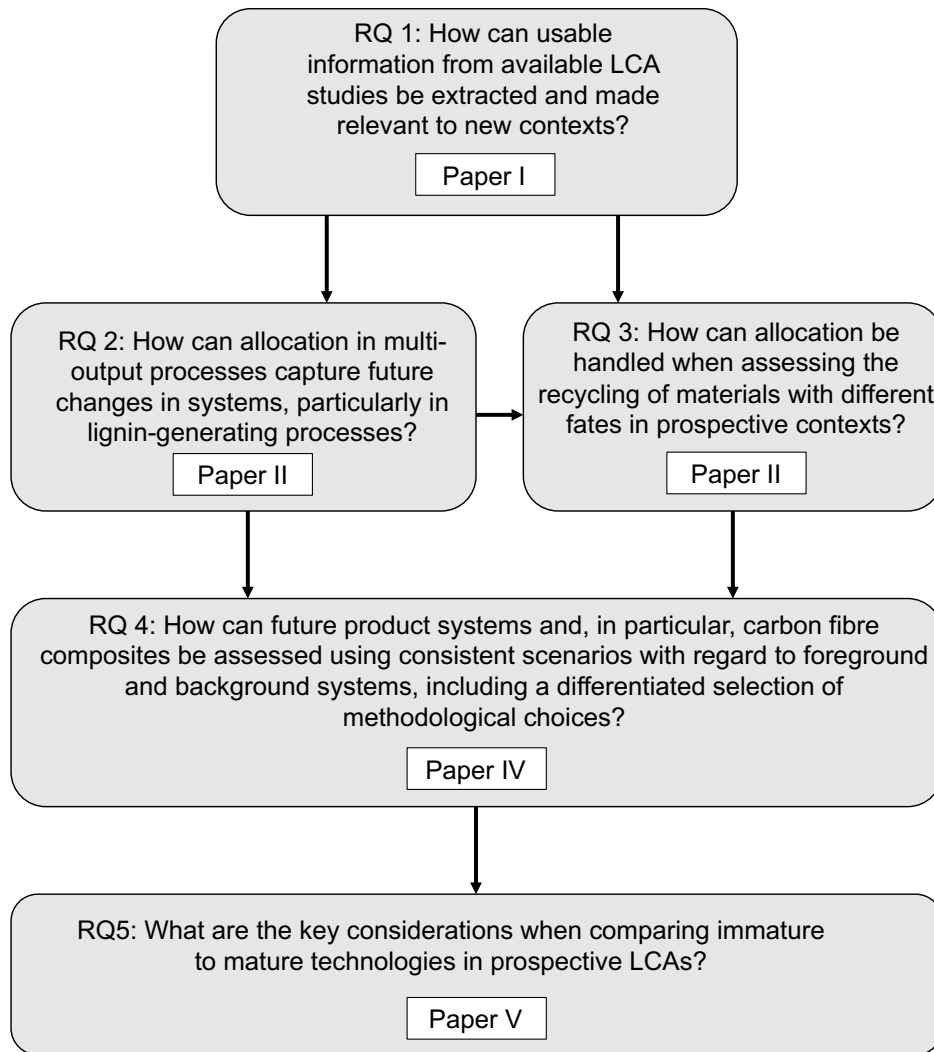 RQ 1: How can usable
information from available LCA
studies be extracted and made
relevant to new contexts?
Paper I
RQ 2: How can allocation in multi-
output processes capture future
changes in systems, particularly in
lignin-generating processes?
Paper II
RQ 3: How can allocation be
handled when assessing the
recycling of materials with different
fates in prospective contexts?
Paper II
RQ 4: How can future product systems and, in particular, carbon fibre
composites be assessed using consistent scenarios with regard to foreground
and background systems, including a differentiated selection of
methodological choices?
Paper IV
RQ5: What are the key considerations when comparing immature
to mature technologies in prospective LCAs?
Paper V